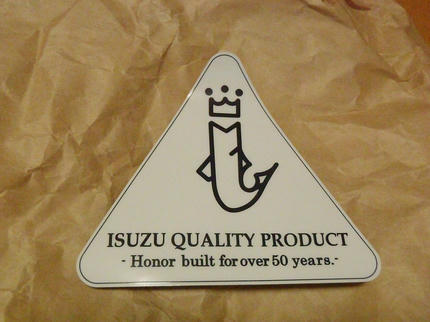 ISUZU QUALITY PRODUCT
- Honor built for over 50 years.-